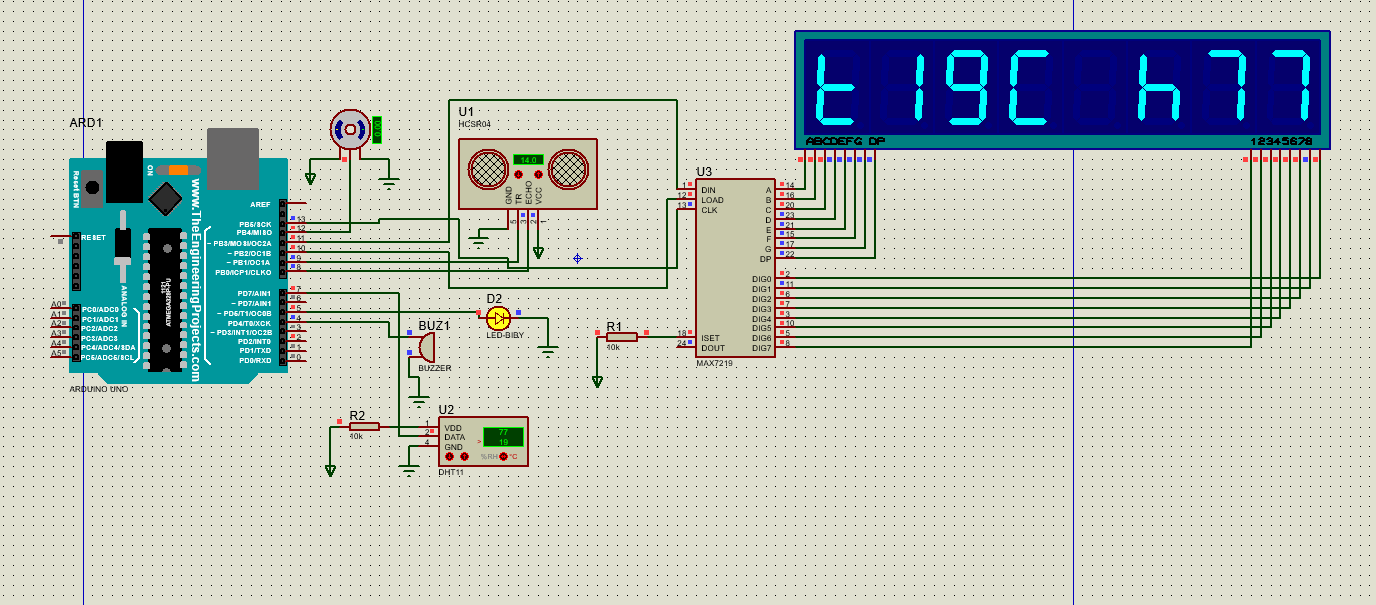 t 19C h 77
ABCDEFG DP
12345678
ARD1
ARDUINO UNO
Reset BTN
ON
www.TheEngineeringProjects.com
ANALOG IN
RESET
AREF
PB5/SCK 13
PB4/MISO 12
~ PB3/MOSI/OC2A 11
~ PB2/OC1B 10
~ PB1/OC1A 9
PB0/ICP1/CLKO 8
PD7/AIN1 7
~ PD7/AIN1 6
~ PD5/T1/OC0B 5
PD4/T0/XCK 4
~ PD3/INT1/OC2B 3
PD2/INT0 2
PD1/TXD 1
PD0/RXD 0
A0 PC0/ADC0
A1 PC1/ADC1
A2 PC2/ADC2
A3 PC3/ADC3
A4 PC4/ADC4/SDA
A5 PC5/ADC5/SCL
U1
HCSR04
14.0
GND
TR
ECHO
VCC
5
3
2
1
U3
MAX7219
1 DIN
12 LOAD
13 CLK
18 ISET
24 DOUT
A 14
B 16
C 20
D 23
E 21
F 15
G 17
DP 22
DIG0 2
DIG1 11
DIG2 6
DIG3 7
DIG4 3
DIG5 10
DIG6 5
DIG7 8
D2
LED-BIBY
BUZ1
BUZZER
R1
10k
R2
10k
U2
1 VDD
2 DATA
4 GND
77
19
>
%RH
°C
DHT11